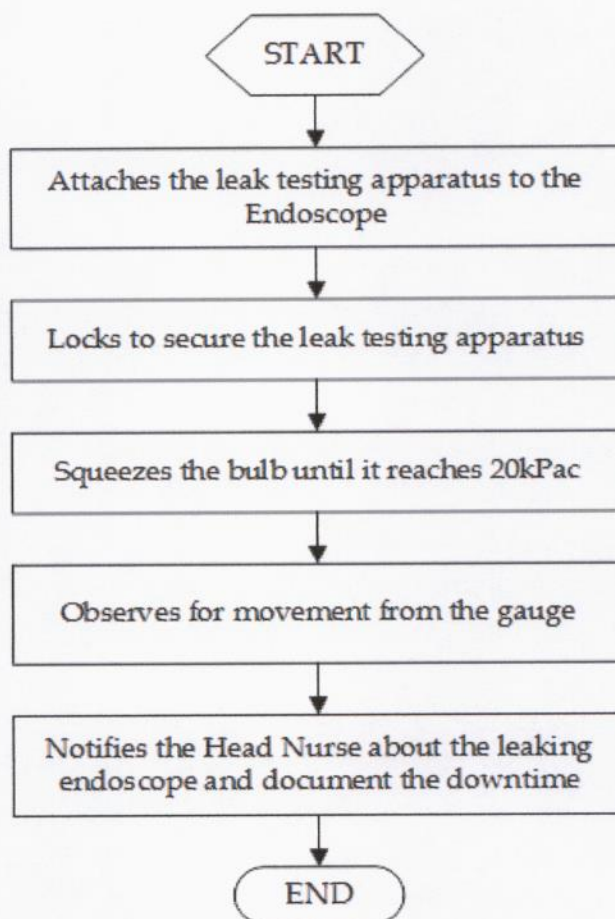 START
Attaches the leak testing apparatus to the
Endoscope
Locks to secure the leak testing apparatus
Squeezes the bulb until it reaches 20kPac
Observes for movement from the gauge
Notifies the Head Nurse about the leaking
endoscope and document the downtime
END